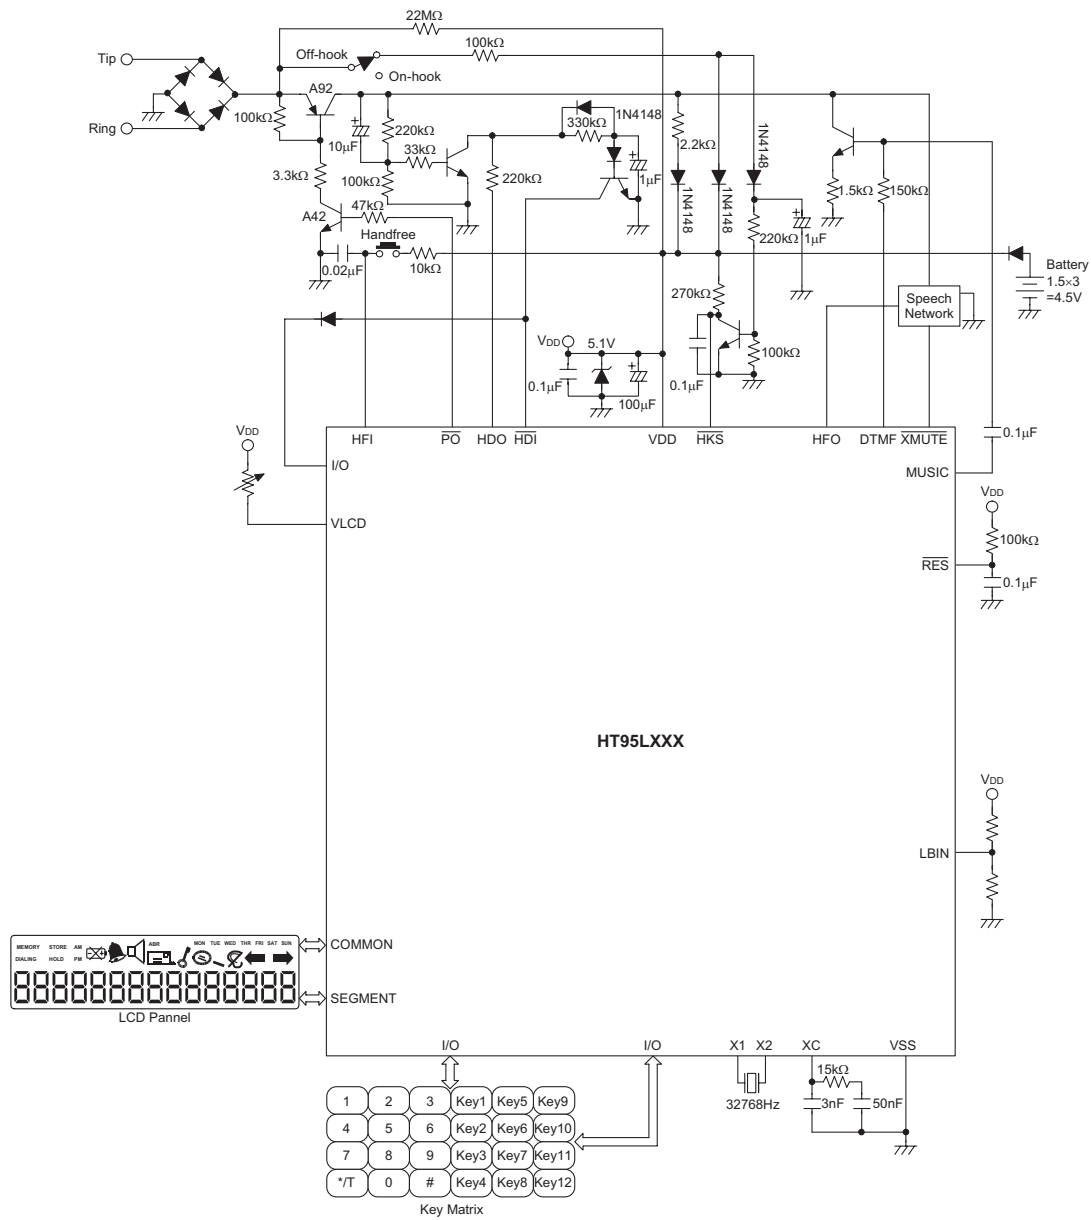 22MΩ
100kΩ
Off-hook
On-hook
Tip
Ring
A92
100kΩ
10μF
220kΩ
33kΩ
100kΩ
3.3kΩ
A42
47kΩ
Handfree
0.02μF
10kΩ
220kΩ
330kΩ
1N4148
1μF
2.2kΩ
1N4148
1N4148
1N4148
220kΩ
1μF
1.5kΩ
150kΩ
Battery
1.5×3
=4.5V
Speech
Network
270kΩ
100kΩ
0.1μF
VDD
5.1V
0.1μF
100μF
0.1μF
HFI
PO
HDO
HDI
VDD
HKS
HFO
DTMF
XMUTE
VDD
I/O
VLCD
MUSIC
VDD
100kΩ
RES
0.1μF
HT95LXXX
VDD
LBIN
MEMORY STORE AM ABR MON TUE WED THR FRI SAT SUN
DIALING HOLD PM
LCD Pannel
COMMON
SEGMENT
I/O
I/O
X1
X2
XC
VSS
32768Hz
15kΩ
3nF
50nF
1 2 3 Key1 Key5 Key9
4 5 6 Key2 Key6 Key10
7 8 9 Key3 Key7 Key11
*/T 0 # Key4 Key8 Key12
Key Matrix